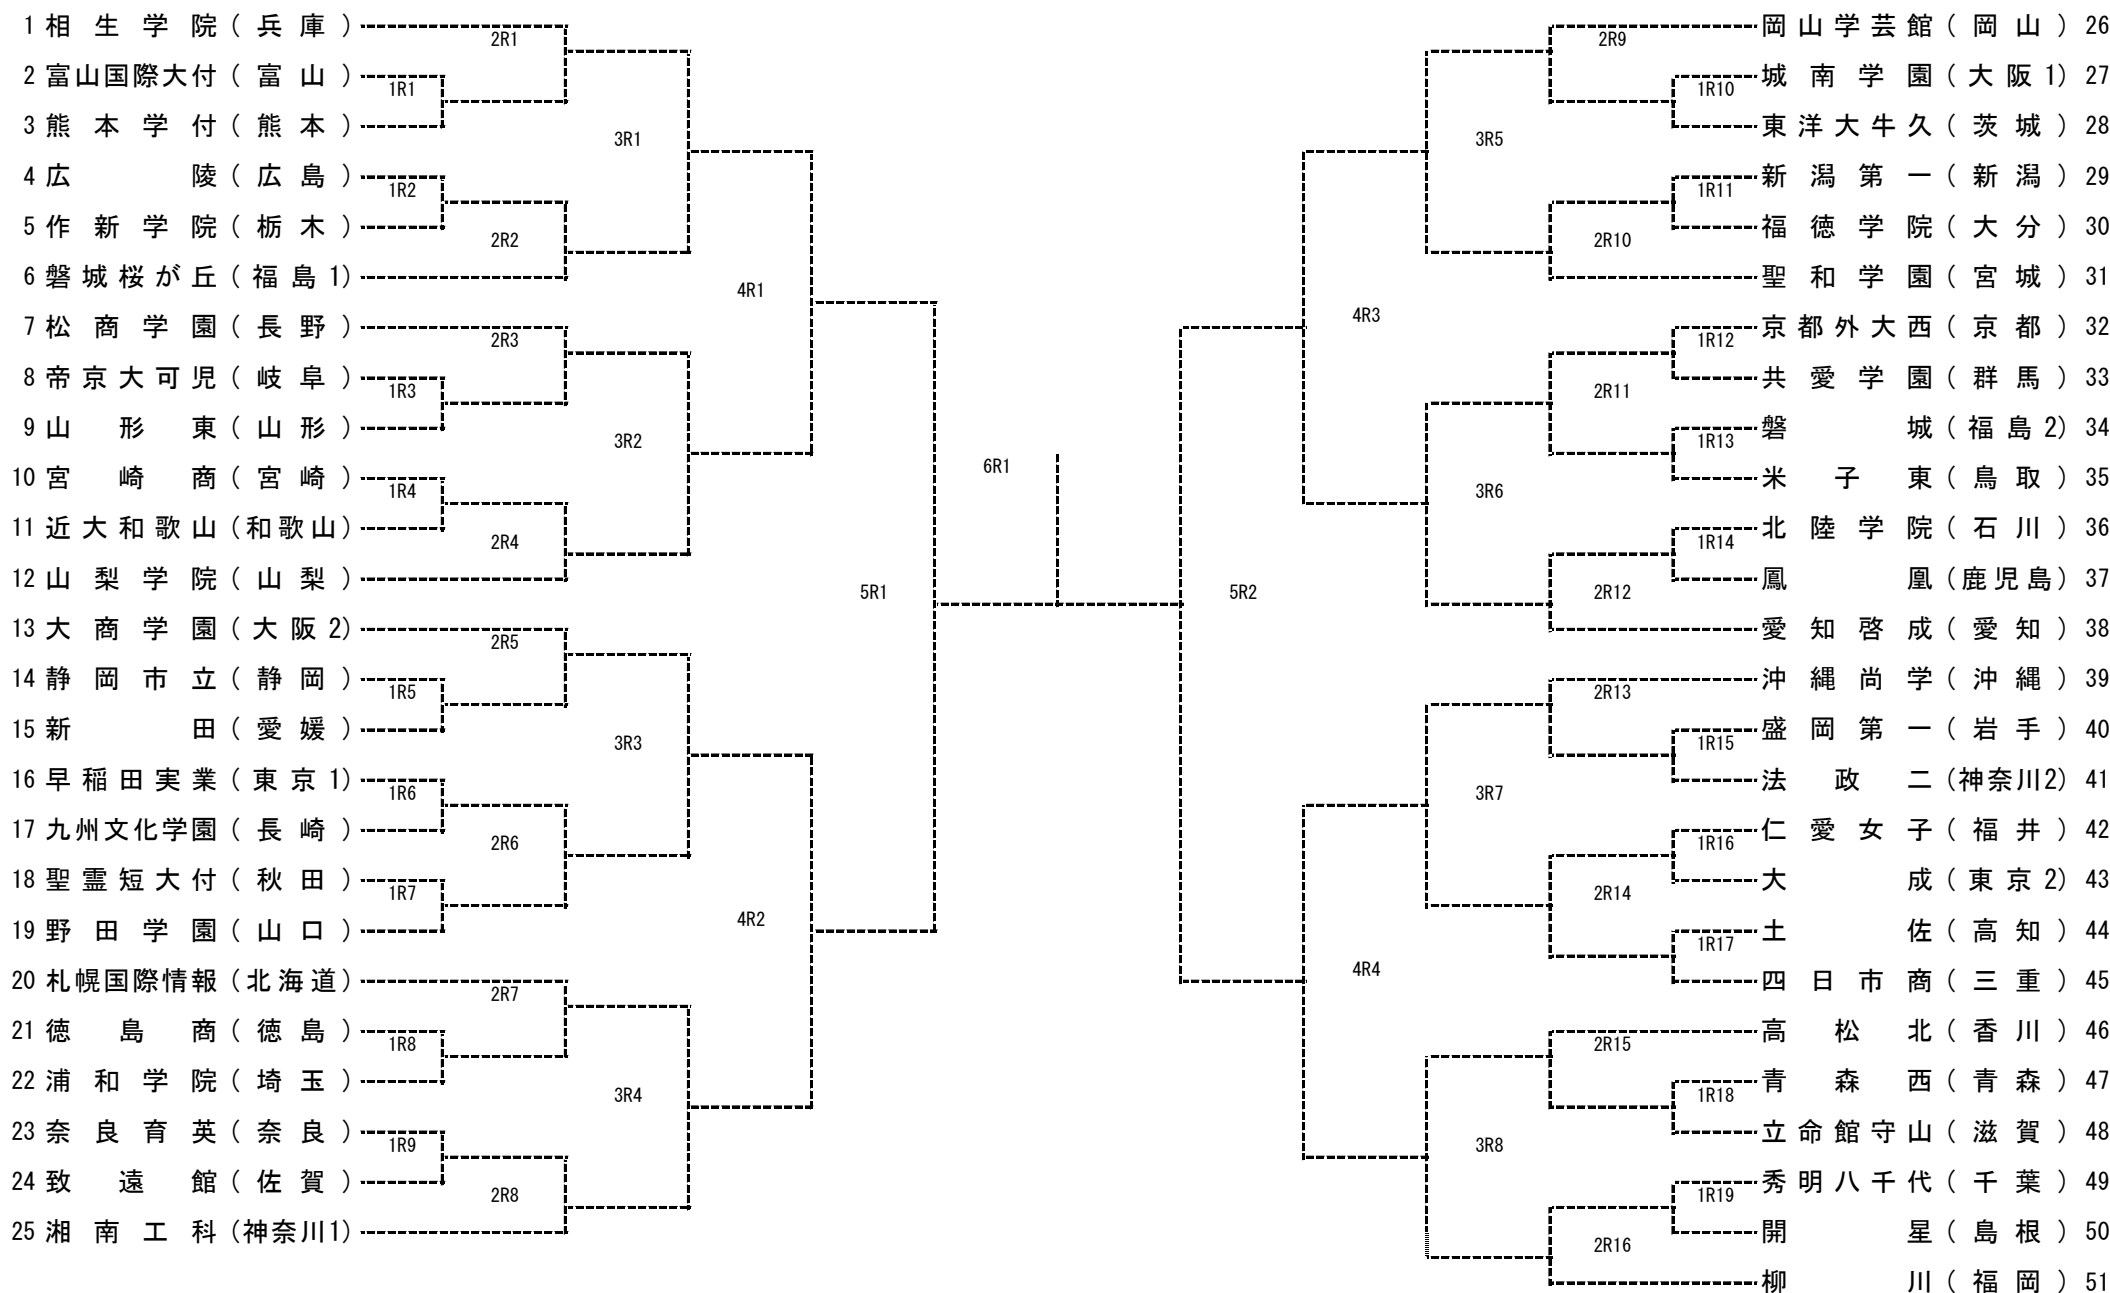 1 相生学院(兵庫)
2 富山国際大付(富山)
3 熊本学付(熊本)
4 広陵(広島)
5 作新学院(栃木)
6 磐城桜が丘(福島1)
7 松商学園(長野)
8 帝京大可児(岐阜)
9 山形東(山形)
10 宮崎商(宮崎)
11 近大和歌山(和歌山)
12 山梨学院(山梨)
13 大商学園(大阪2)
14 静岡市立(静岡)
15 新田(愛媛)
16 早稲田実業(東京1)
17 九州文化学園(長崎)
18 聖霊短大付(秋田)
19 野田学園(山口)
20 札幌国際情報(北海道)
21 徳島商(徳島)
22 浦和学院(埼玉)
23 奈良育英(奈良)
24 致遠館(佐賀)
25 湘南工科(神奈川1)
1R1
1R2
1R3
1R4
1R5
1R6
1R7
1R8
1R9
2R1
2R2
2R3
2R4
2R5
2R6
2R7
2R8
3R1
3R2
3R3
3R4
4R1
4R2
5R1
6R1
5R2
4R3
4R4
3R5
3R6
3R7
3R8
2R9
2R10
2R11
2R12
2R13
2R14
2R15
2R16
1R10
1R11
1R12
1R13
1R14
1R15
1R16
1R17
1R18
1R19
岡山学芸館(岡山) 26
城南学園(大阪1) 27
東洋大牛久(茨城) 28
新潟第一(新潟) 29
福徳学院(大分) 30
聖和学園(宮城) 31
京都外大西(京都) 32
共愛学園(群馬) 33
磐城(福島2) 34
米子東(鳥取) 35
北陸学院(石川) 36
鳳凰(鹿児島) 37
愛知啓成(愛知) 38
沖縄尚学(沖縄) 39
盛岡第一(岩手) 40
法政二(神奈川2) 41
仁愛女子(福井) 42
大成(東京2) 43
土佐(高知) 44
四日市商(三重) 45
高松北(香川) 46
青森西(青森) 47
立命館守山(滋賀) 48
秀明八千代(千葉) 49
開星(島根) 50
柳川(福岡) 51